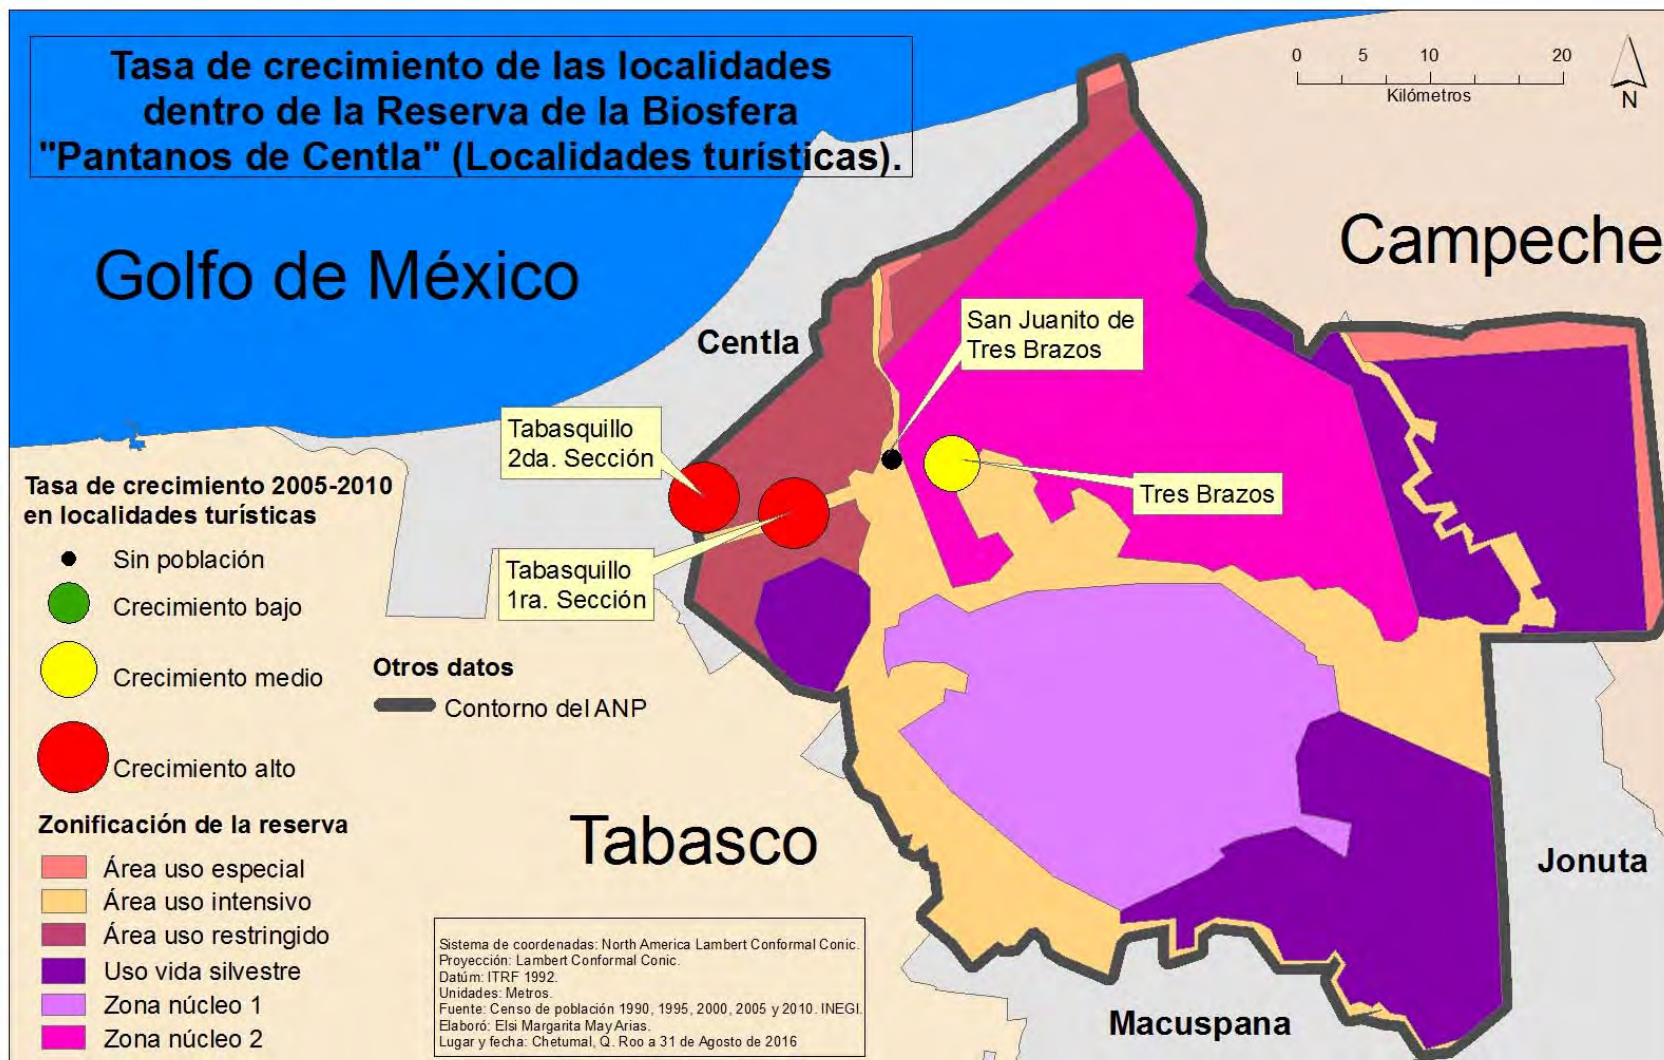 Tasa de crecimiento de las localidades
dentro de la Reserva de la Biosfera
"Pantanos de Centla" (Localidades turísticas).
0 5 10 20
Kilómetros
N
Golfo de México
Campeche
Centla
San Juanito de
Tres Brazos
Tabasquillo
2da. Sección
Tres Brazos
Tabasquillo
1ra. Sección
Tasa de crecimiento 2005-2010
en localidades turísticas
Sin población
Crecimiento bajo
Crecimiento medio
Crecimiento alto
Otros datos
Contorno del ANP
Zonificación de la reserva
Área uso especial
Área uso intensivo
Área uso restringido
Uso vida silvestre
Zona núcleo 1
Zona núcleo 2
Tabasco
Jonuta
Macuspana
Sistema de coordenadas: North America Lambert Conformal Conic.
Proyección: Lambert Conformal Conic.
Datúm: ITRF 1992.
Unidades: Metros.
Fuente: Censo de población 1990, 1995, 2000, 2005 y 2010. INEGI.
Elaboró: Elsi Margarita May Arias.
Lugar y fecha: Chetumal, Q. Roo a 31 de Agosto de 2016